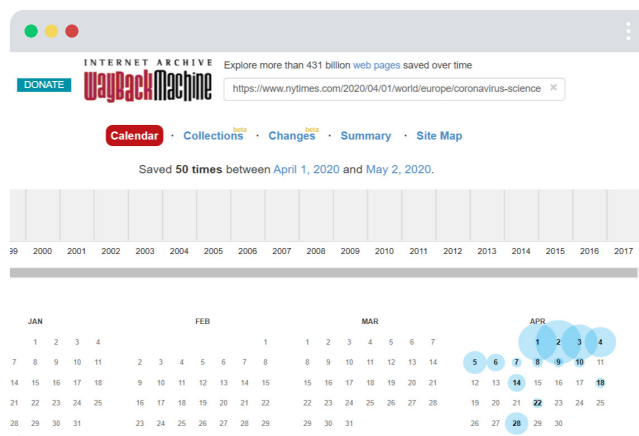 INTERNET ARCHIVE
WayBackMachine
DONATE
Explore more than 431 billion web pages saved over time
https://www.nytimes.com/2020/04/01/world/europe/coronavirus-science ×
Calendar · Collections beta · Changes beta · Summary · Site Map
Saved 50 times between April 1, 2020 and May 2, 2020.
99 2000 2001 2002 2003 2004 2005 2006 2007 2008 2009 2010 2011 2012 2013 2014 2015 2016 2017
JAN FEB MAR APR
1 2 3 4 1 1 2 3 4 5 6 7 1 2 3 4
7 8 9 10 11 2 3 4 5 6 7 8 8 9 10 11 12 13 14 5 6 7 8 9 10 11
14 15 16 17 18 9 10 11 12 13 14 15 15 16 17 18 19 20 21 12 13 14 15 16 17 18
21 22 23 24 25 16 17 18 19 20 21 22 22 23 24 25 26 27 28 19 20 21 22 23 24 25
28 29 30 31 23 24 25 26 27 28 29 29 30 31 26 27 28 29 30